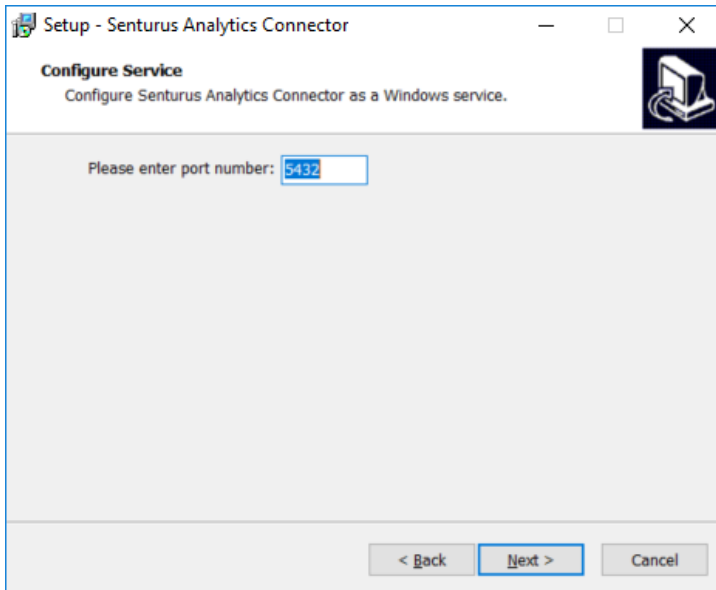 Setup - Senturus Analytics Connector
Configure Service
Configure Senturus Analytics Connector as a Windows service.
Please enter port number: 5432
< Back Next > Cancel